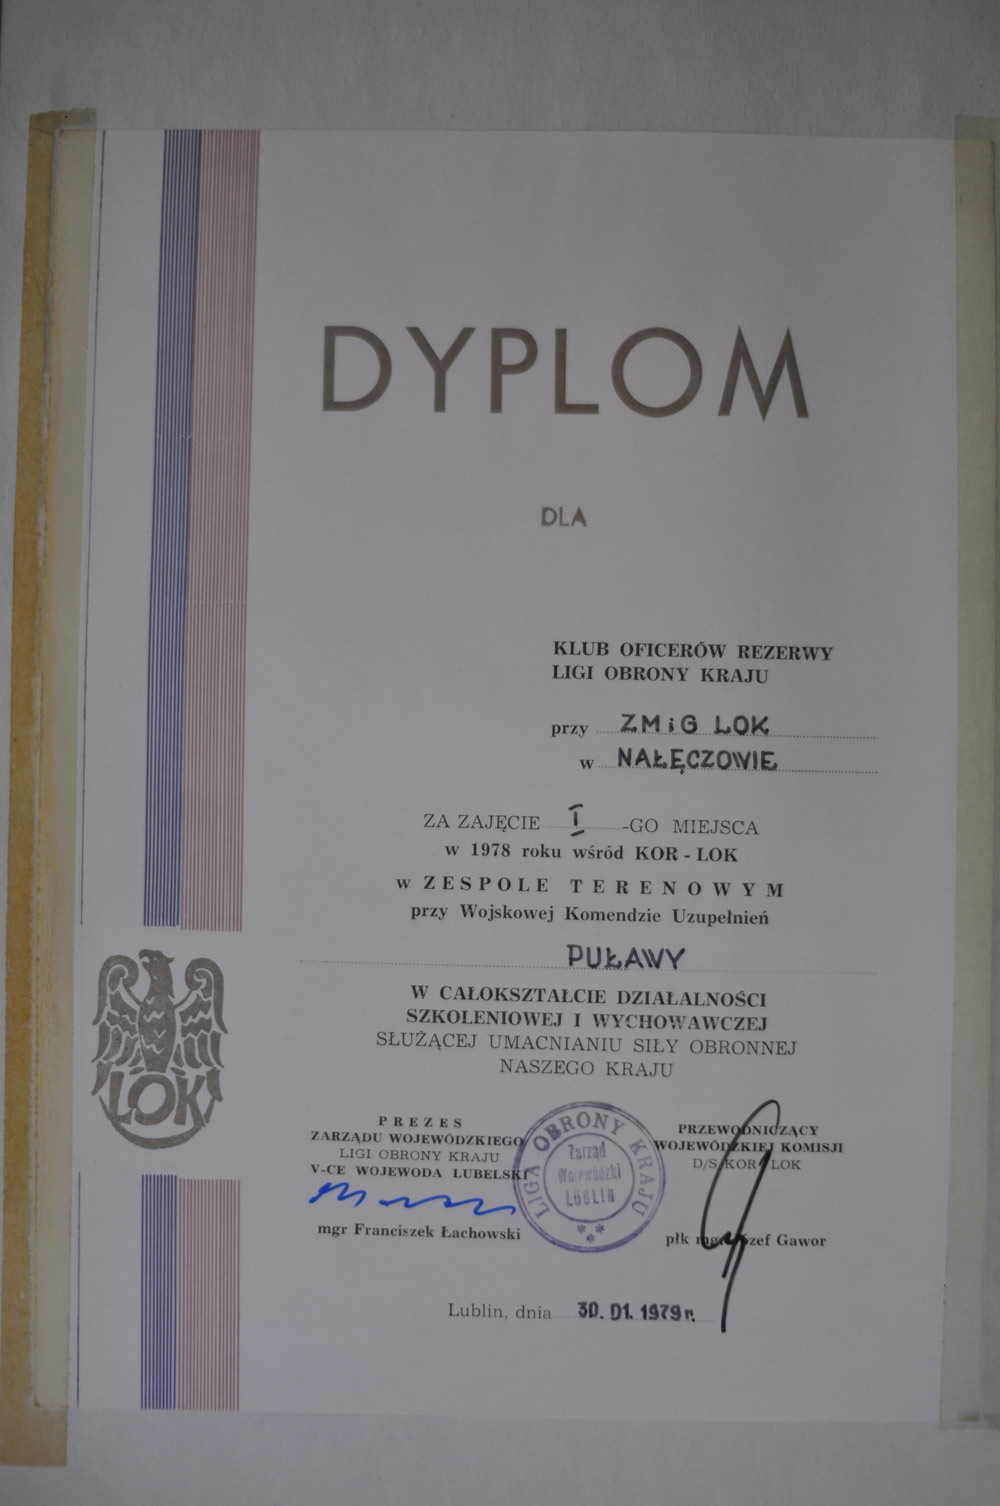 DYPLOM
DLA
KLUB OFICERÓW REZERWY
LIGI OBRONY KRAJU
przy ZMiG LOK
w NAŁĘCZOWIE
ZA ZAJĘCIE I -GO MIEJSCA
w 1978 roku wśród KOR - LOK
w ZESPOLE TERENOWYM
przy Wojskowej Komendzie Uzupełnień
PUŁAWY
W CAŁOKSZTAŁCIE DZIAŁALNOŚCI
SZKOLENIOWEJ I WYCHOWAWCZEJ
SŁUŻĄCEJ UMACNIANIU SIŁY OBRONNEJ
NASZEGO KRAJU
LOK
PREZES
ZARZĄDU WOJEWÓDZKIEGO
LIGI OBRONY KRAJU
V-CE WOJEWODA LUBELSKI
mgr Franciszek Łachowski
LIGA OBRONY KRAJU
Zarząd
Wojewódzki
LUBLIN
PRZEWODNICZĄCY
WOJEWÓDZKIEJ KOMISJI
D/S KOR LOK
płk mgr Józef Gawor
Lublin, dnia 30. 01. 1979 r.